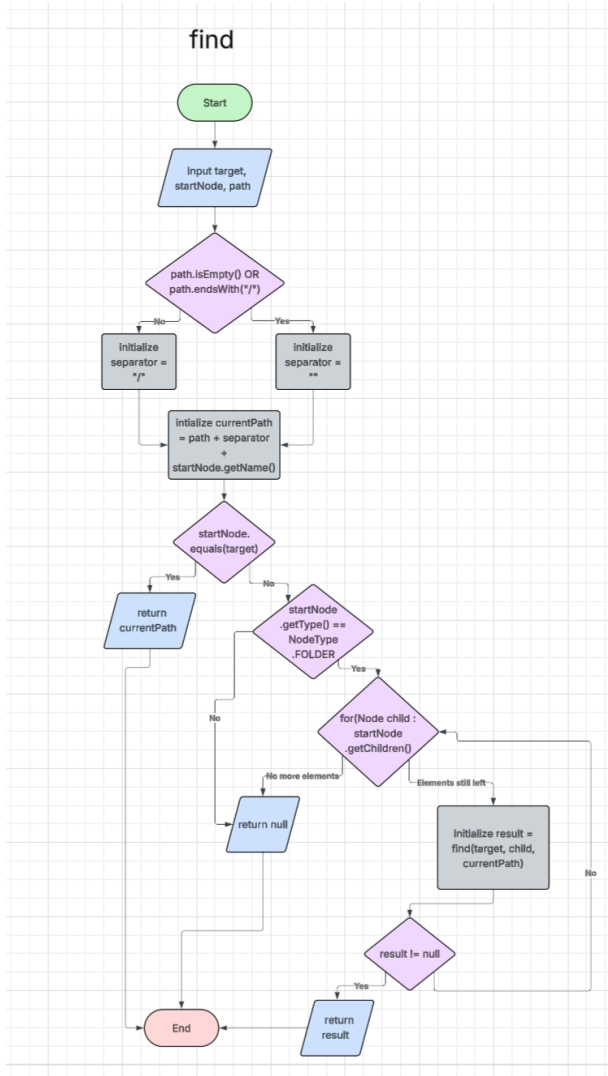 find
Start
Input target,
startNode, path
path.isEmpty() OR
path.endsWith("/")
No
Yes
initialize
separator =
"/"
initialize
separator =
""
intialize currentPath
= path + separator
+
startNode.getName()
startNode.
equals(target)
Yes
No
return
currentPath
startNode
.getType() ==
NodeType
.FOLDER
Yes
No
for(Node child :
startNode
.getChildren()
No more elements
Elements still left
return null
Initialize result =
find(target, child,
currentPath)
No
result != null
Yes
return
result
End